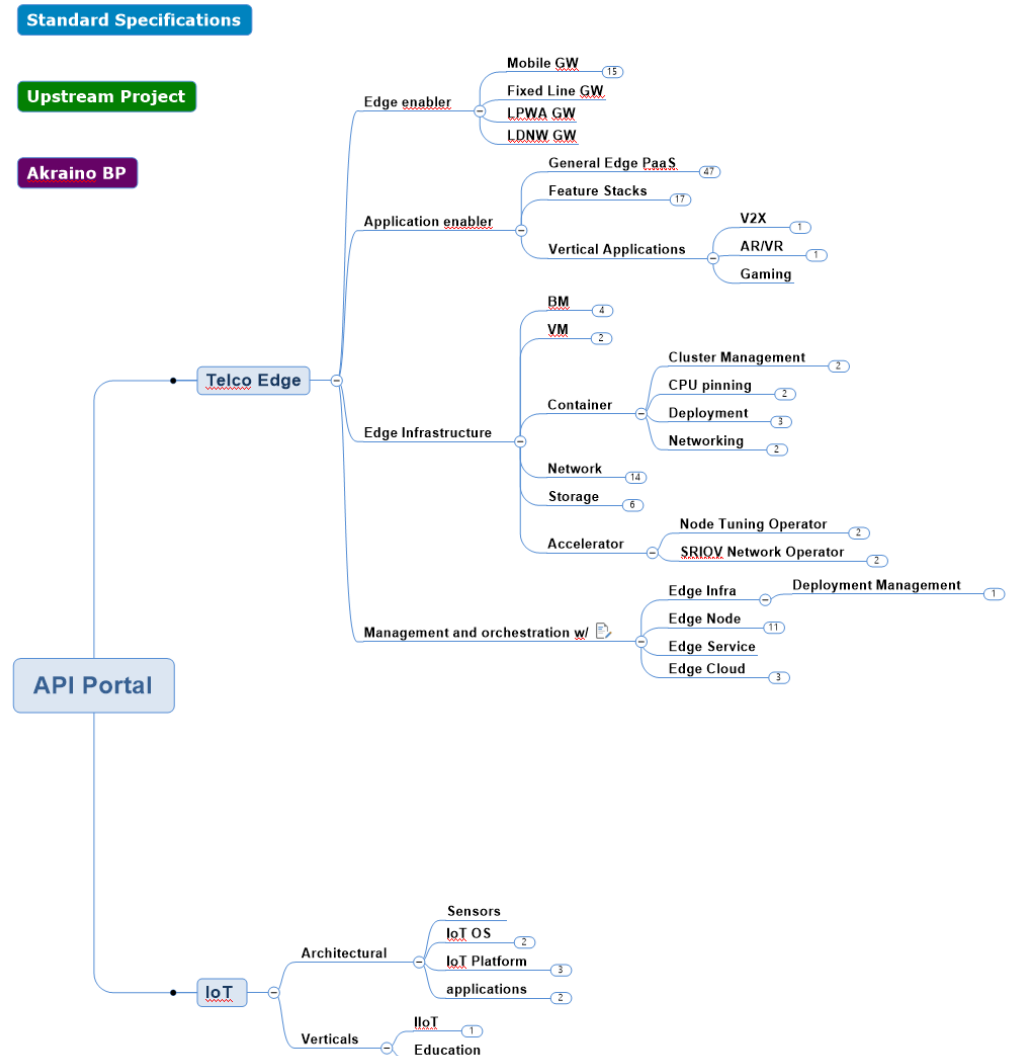 Standard Specifications
Upstream Project
Akraino BP
API Portal
Telco Edge
Edge enabler
Mobile GW 15
Fixed Line GW
LPWA GW
LDNW GW
Application enabler
General Edge PaaS 47
Feature Stacks 17
Vertical Applications
V2X 1
AR/VR 1
Gaming
Edge Infrastructure
BM 4
VM 2
Container
Cluster Management 2
CPU pinning 2
Deployment 3
Networking 2
Network 14
Storage 6
Accelerator
Node Tuning Operator 2
SRIOV Network Operator 2
Management and orchestration w/
Edge Infra
Deployment Management 1
Edge Node 11
Edge Service
Edge Cloud 3
IoT
Architectural
Sensors
IoT OS 2
IoT Platform 3
applications 2
Verticals
IIoT 1
Education